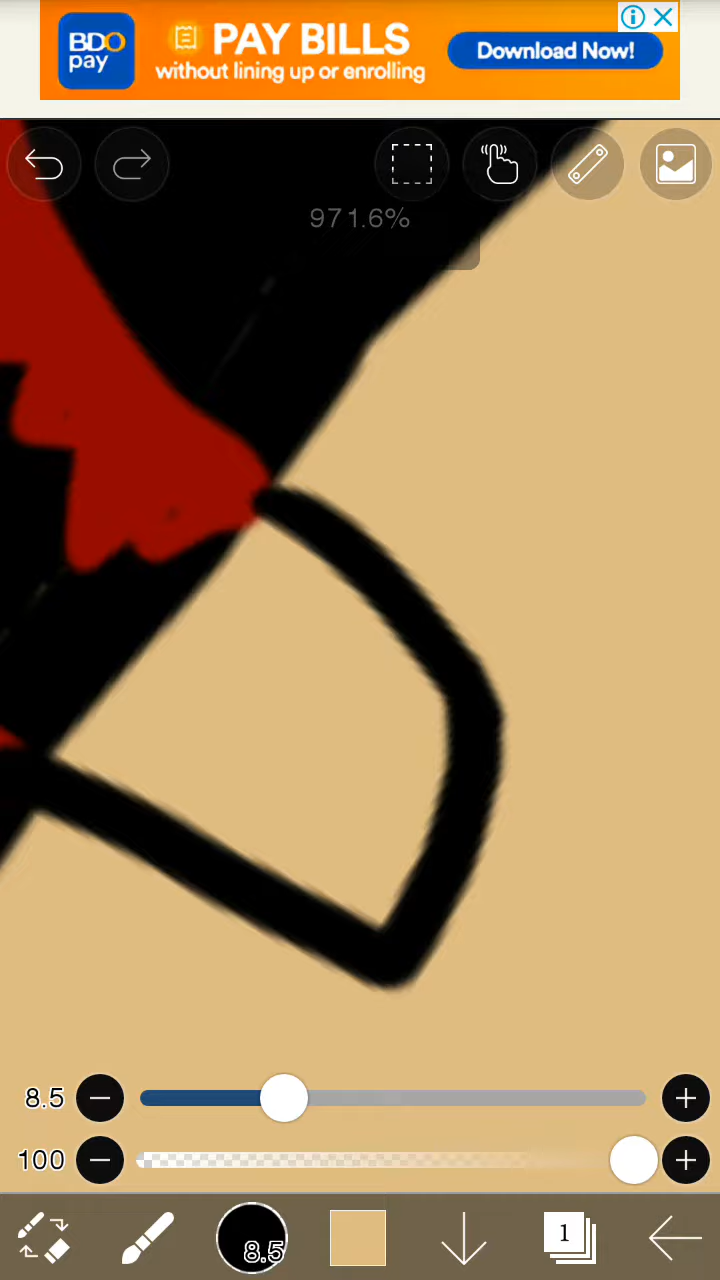 BDO
pay
PAY BILLS
without lining up or enrolling
Download Now!
971.6%
8.5
100
8.5
1